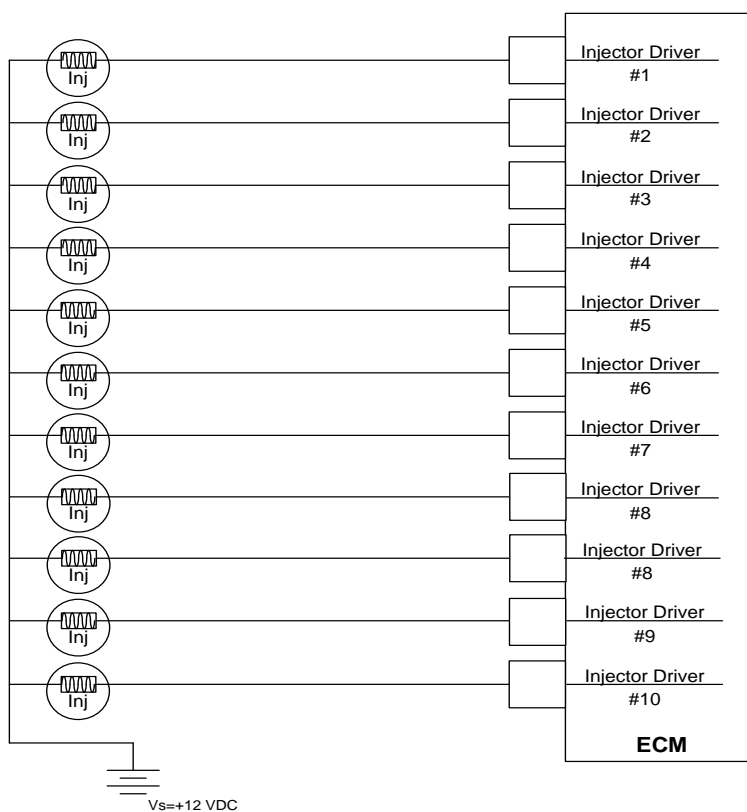 Inj
Injector Driver
#1
Inj
Injector Driver
#2
Inj
Injector Driver
#3
Inj
Injector Driver
#4
Inj
Injector Driver
#5
Inj
Injector Driver
#6
Inj
Injector Driver
#7
Inj
Injector Driver
#8
Inj
Injector Driver
#8
Inj
Injector Driver
#9
Inj
Injector Driver
#10
ECM
Vs=+12 VDC